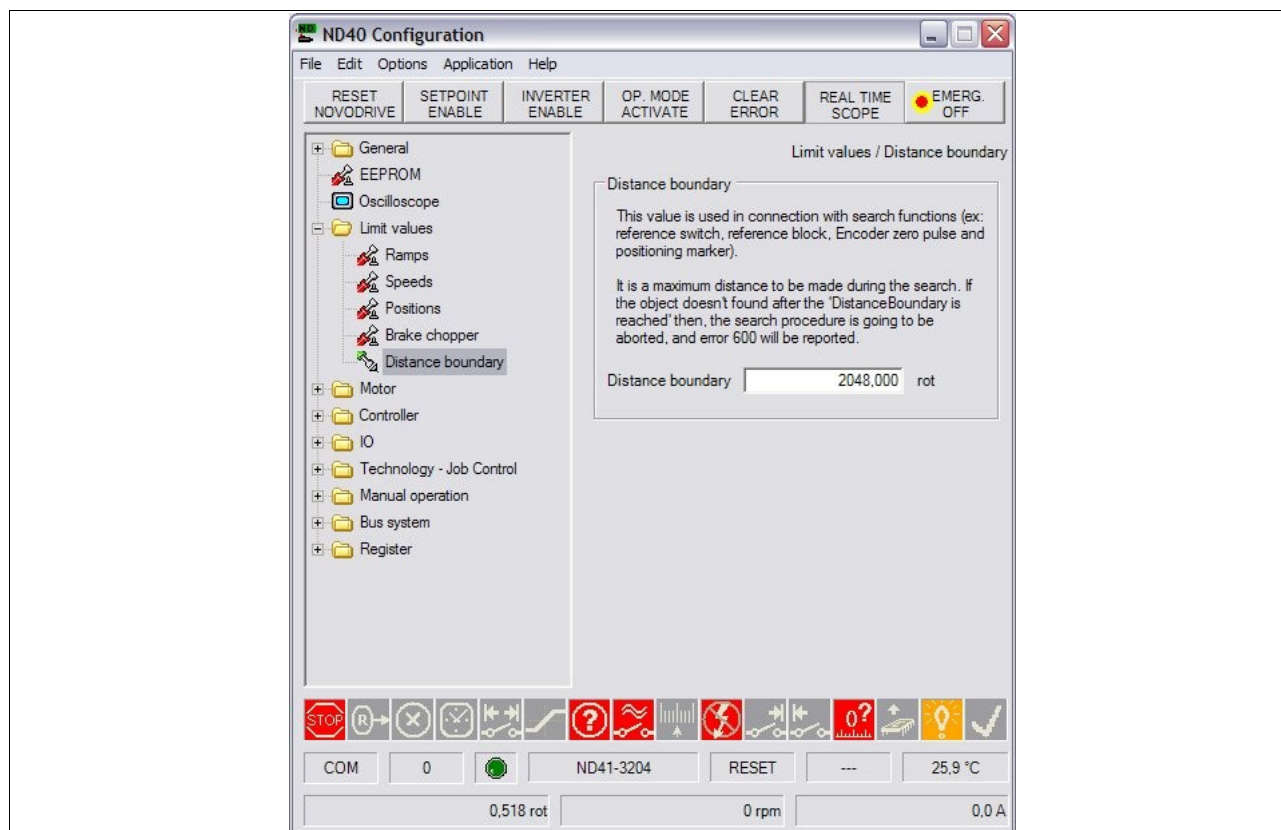 ND40 Configuration
File Edit Options Application Help
RESET NOVODRIVE
SETPOINT ENABLE
INVERTER ENABLE
OP. MODE ACTIVATE
CLEAR ERROR
REAL TIME SCOPE
EMERG. OFF
General
EEPROM
Oscilloscope
Limit values
Ramps
Speeds
Positions
Brake chopper
Distance boundary
Motor
Controller
IO
Technology - Job Control
Manual operation
Bus system
Register
Limit values / Distance boundary
Distance boundary
This value is used in connection with search functions (ex:
reference switch, reference block, Encoder zero pulse and
positioning marker).
It is a maximum distance to be made during the search. If
the object doesn't found after the 'DistanceBoundary is
reached' then, the search procedure is going to be
aborted, and error 600 will be reported.
Distance boundary 2048,000 rot
STOP
R
?
0?
COM 0 ND41-3204 RESET --- 25,9 °C
0,518 rot 0 rpm 0,0 A